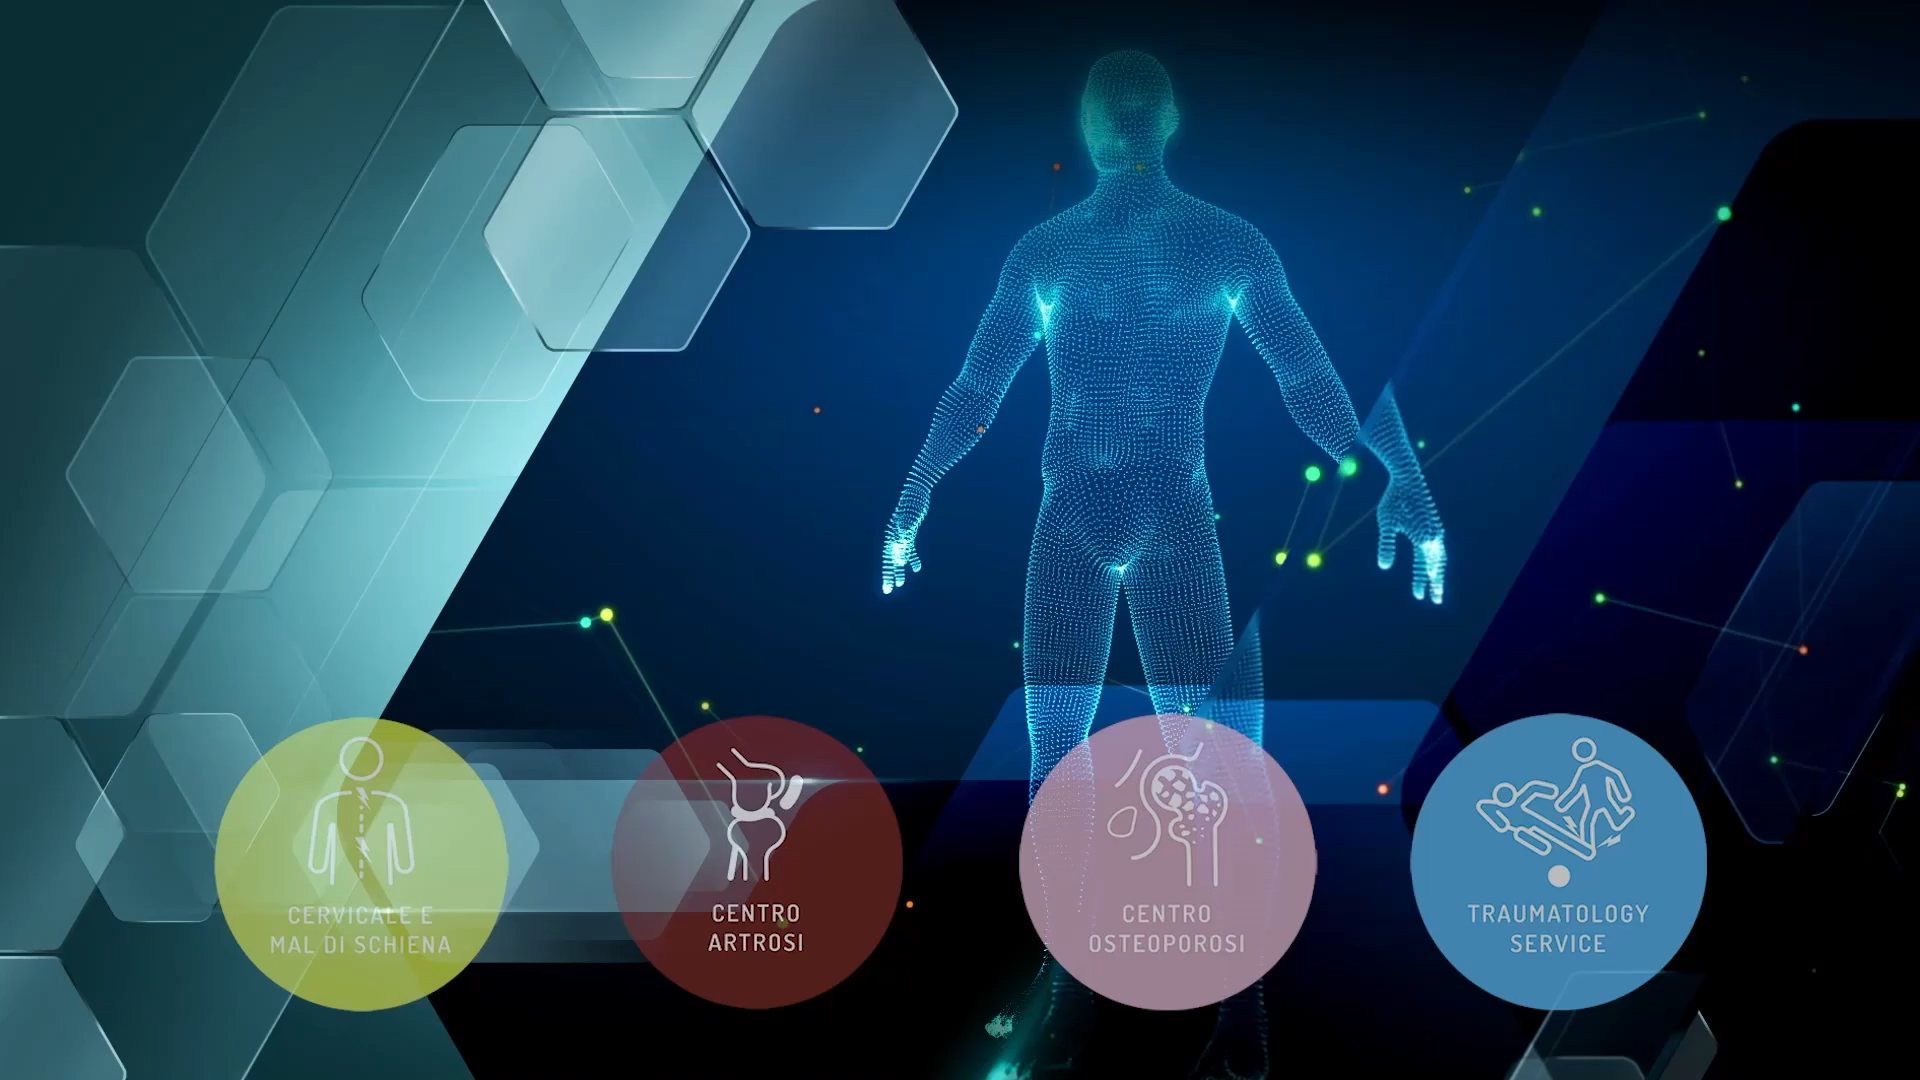 CERVICALE E
MAL DI SCHIENA
CENTRO
ARTROSI
CENTRO
OSTEOPOROSI
TRAUMATOLOGY
SERVICE